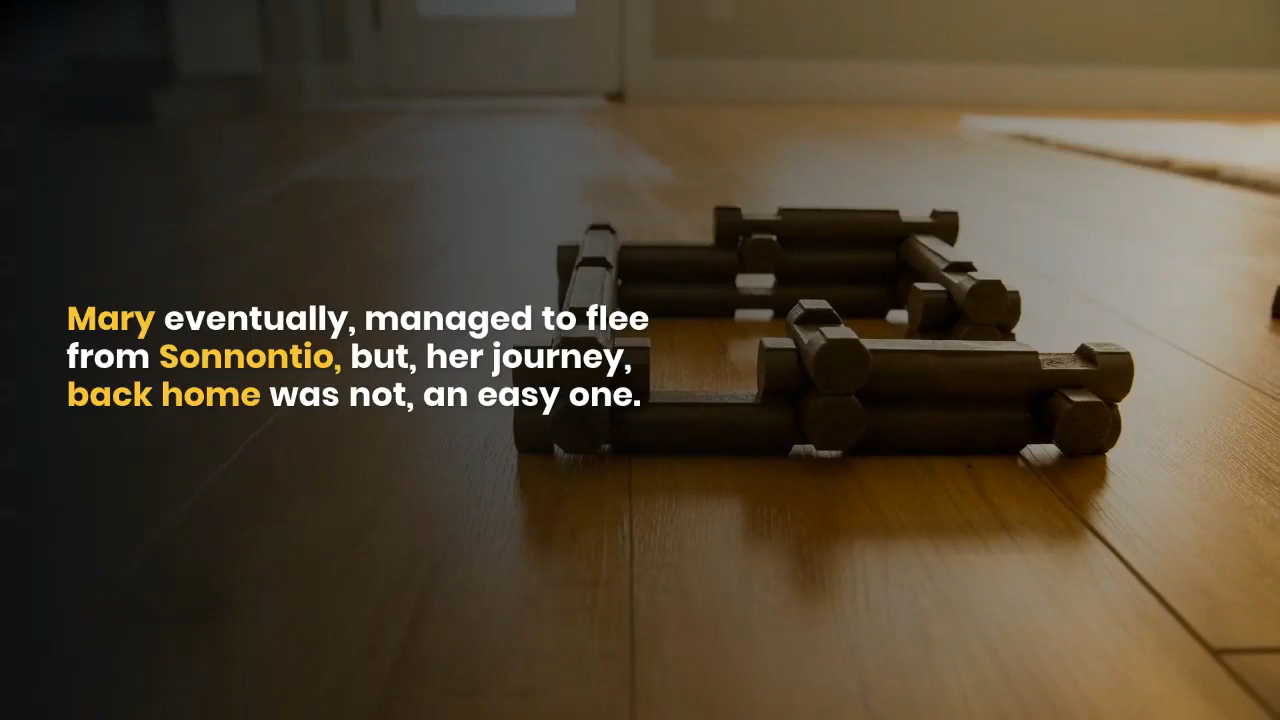 Mary eventually, managed to flee
from Sonnontio, but, her journey,
back home was not, an easy one.